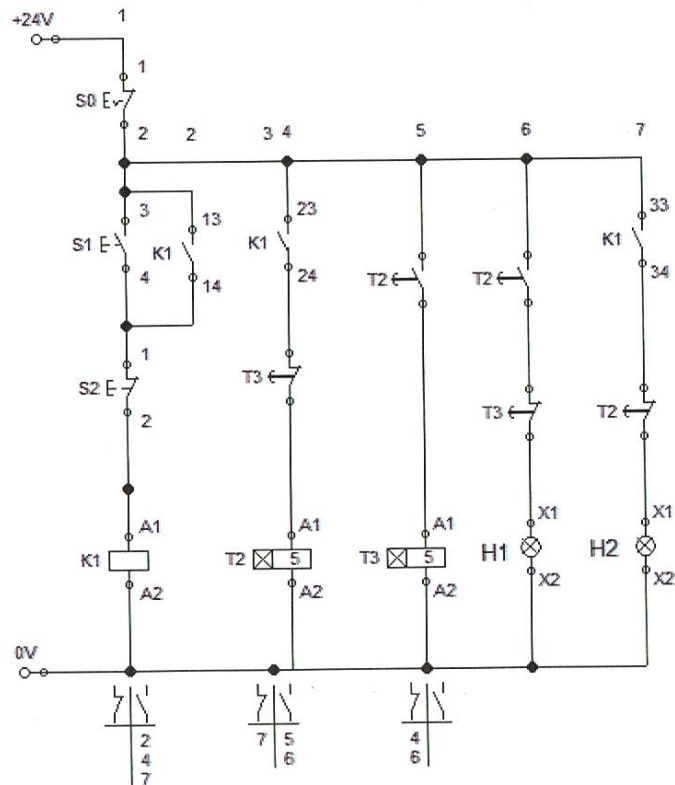 1
+24V
1
S0
2 2 3 4 5 6 7
3 13 23 33
S1 K1 K1 K1
4 14 24 34
T2 T2
1
S2 T3 T3 T2
2
X1 X1
A1 A1 A1
K1 T2 5 T3 5 H1 H2
A2 A2 A2 X2 X2
0V
2 7 5 4
4 6 6
7